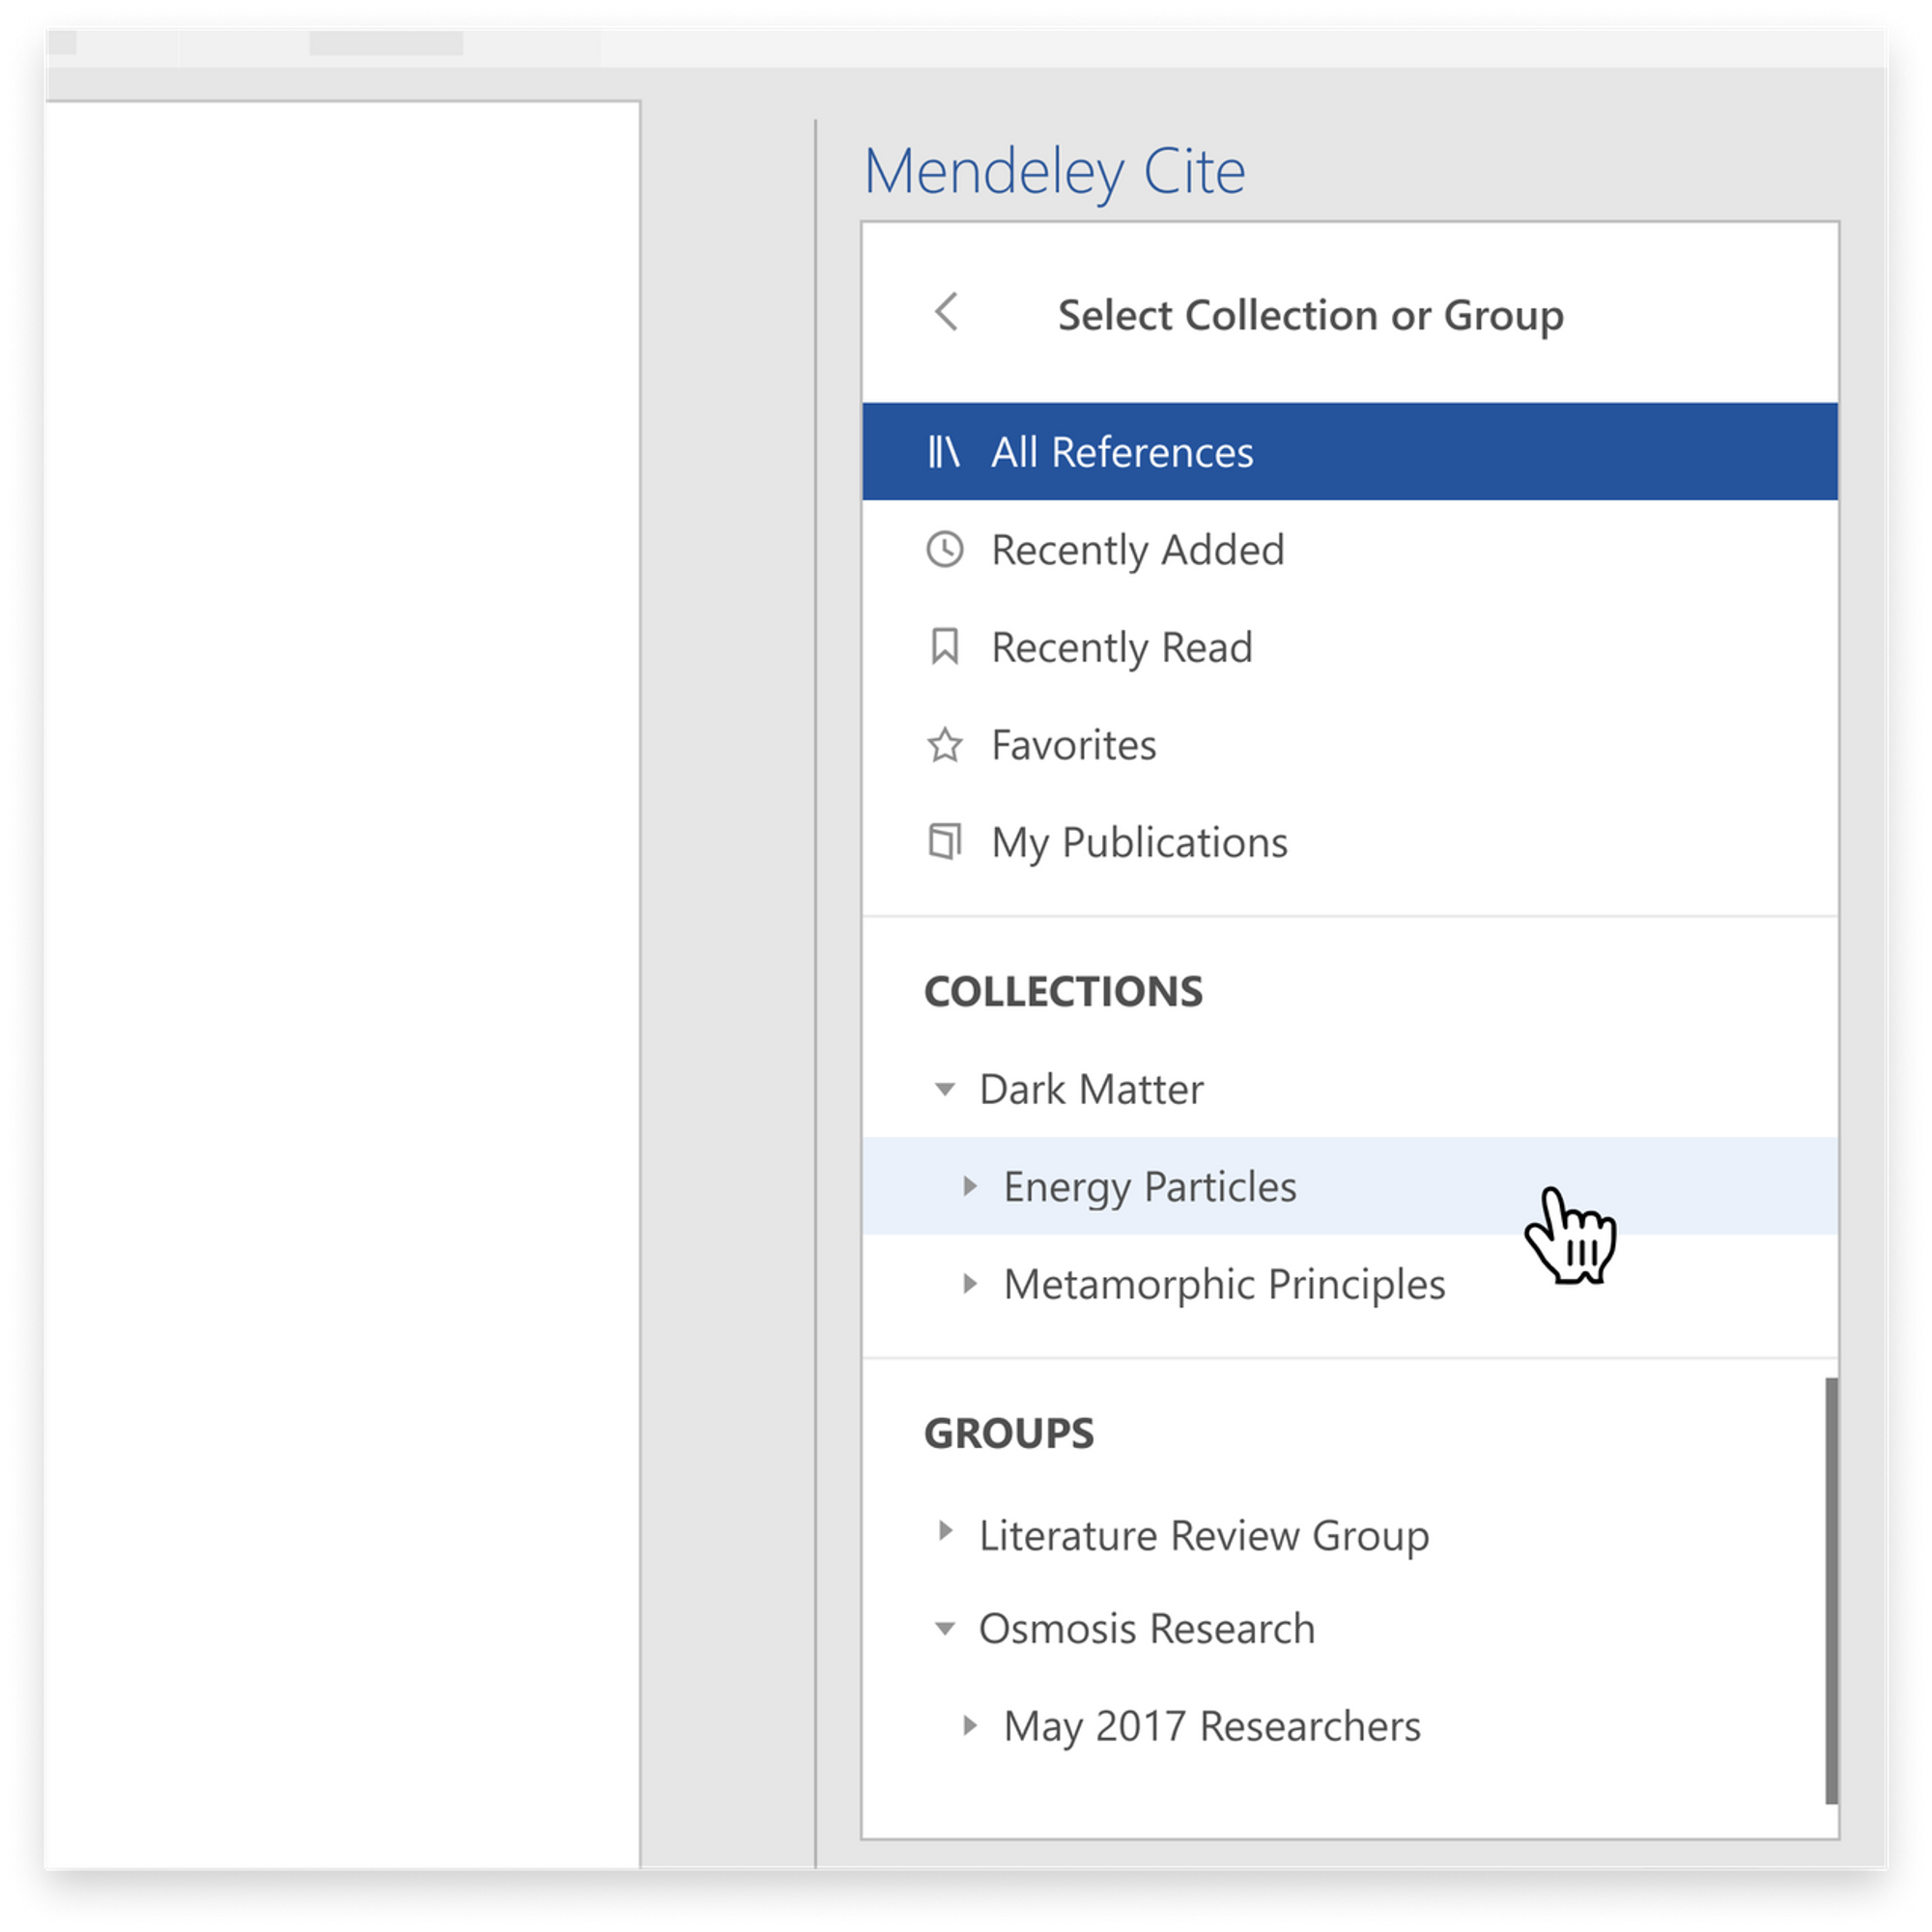 Mendeley Cite
Select Collection or Group
All References
Recently Added
Recently Read
Favorites
My Publications
COLLECTIONS
Dark Matter
Energy Particles
Metamorphic Principles
GROUPS
Literature Review Group
Osmosis Research
May 2017 Researchers